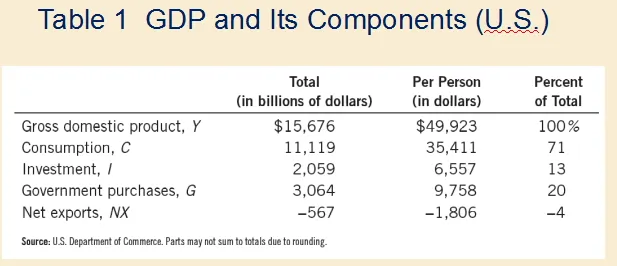 Table 1 GDP and Its Components (U.S.)
Total Per Person Percent
(in billions of dollars) (in dollars) of Total
Gross domestic product, Y $15,676 $49,923 100%
Consumption, C 11,119 35,411 71
Investment, I 2,059 6,557 13
Government purchases, G 3,064 9,758 20
Net exports, NX –567 –1,806 –4
Source: U.S. Department of Commerce. Parts may not sum to totals due to rounding.